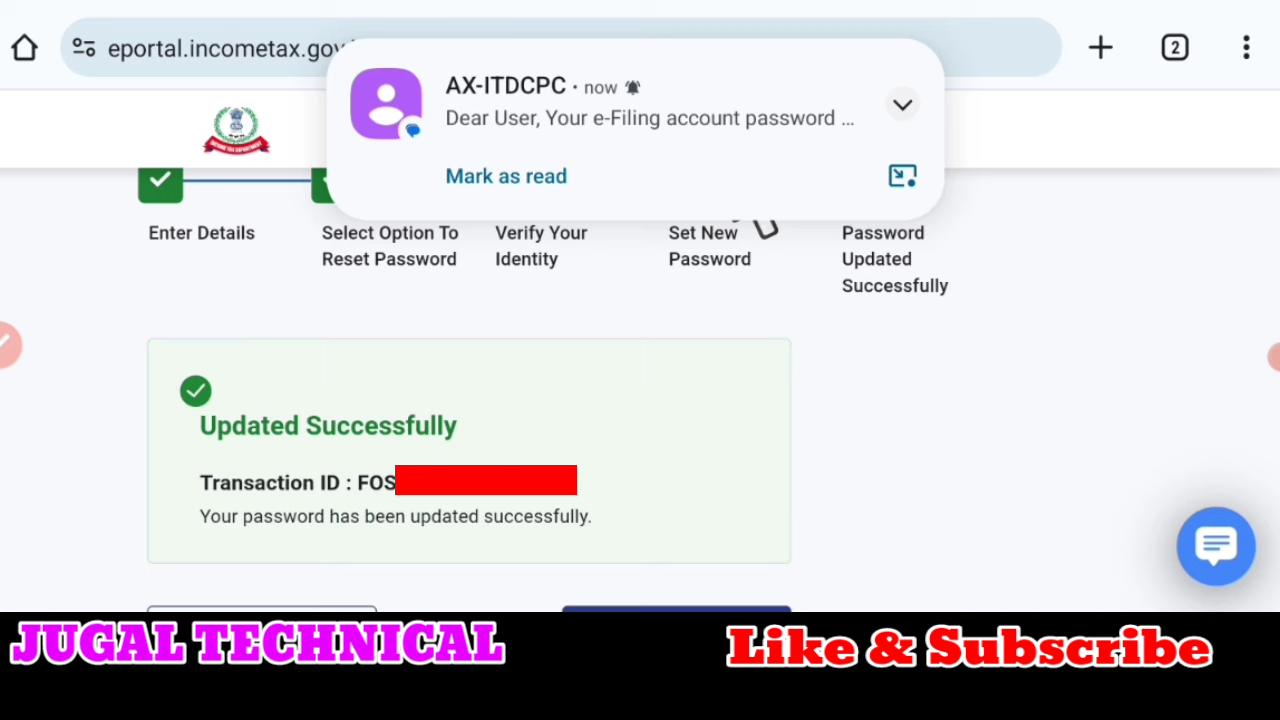 eportal.incometax.gov
2
AX-ITDCPC • now
Dear User, Your e-Filing account password ...
Mark as read
Enter Details
Select Option To
Reset Password
Verify Your
Identity
Set New
Password
Password
Updated
Successfully
Updated Successfully
Transaction ID : FOS
Your password has been updated successfully.
JUGAL TECHNICAL
Like & Subscribe